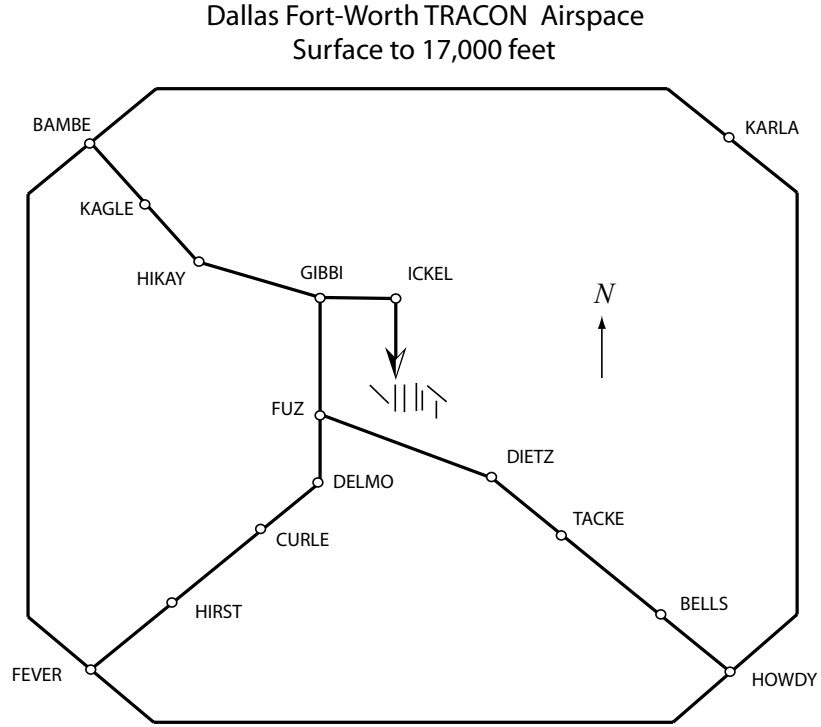 Dallas Fort-Worth TRACON Airspace
Surface to 17,000 feet
BAMBE
KARLA
KAGLE
HIKAY
GIBBI
ICKEL
N
FUZ
DIETZ
DELMO
TACKE
CURLE
BELLS
HIRST
FEVER
HOWDY